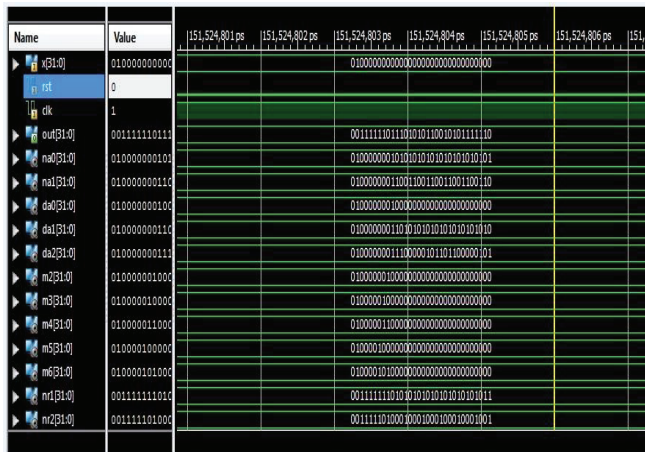 Name Value 151,524,801 ps 151,524,802 ps 151,524,803 ps 151,524,804 ps 151,524,805 ps 151,524,806 ps 151,
x[31:0] 010000000000 01000000000000000000000000000000
rst 0
clk 1
out[31:0] 001111110111 00111111011101010110010101111110
na0[31:0] 010000000101 01000000010101010101010101010101
na1[31:0] 010000000110 01000000011001100110011001100110
da0[31:0] 010000000100 01000000010000000000000000000000
da1[31:0] 010000000110 01000000011010101010101010101010
da2[31:0] 010000000111 01000000011100000101101100000101
m2[31:0] 010000001000 01000000100000000000000000000000
m3[31:0] 010000010000 01000001000000000000000000000000
m4[31:0] 010000011000 01000001100000000000000000000000
m5[31:0] 010000100000 01000010000000000000000000000000
m6[31:0] 010000101000 01000010100000000000000000000000
nr1[31:0] 001111111010 00111111101010101010101010101011
nr2[31:0] 001111101000 00111110100010001000100010001001